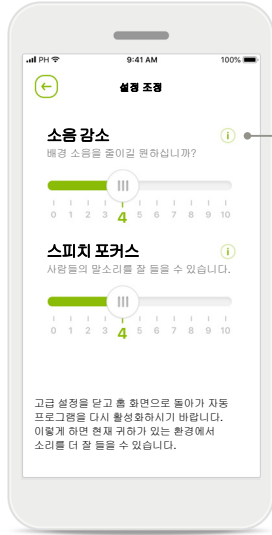 PH 9:41 AM 100%
설정 조정
소음 감소
배경 소음을 줄이길 원하십니까?
0 1 2 3 4 5 6 7 8 9 10
스피치 포커스
사람들의 말소리를 잘 들을 수 있습니다.
0 1 2 3 4 5 6 7 8 9 10
고급 설정을 닫고 홈 화면으로 돌아가 자동
프로그램을 다시 활성화하시기 바랍니다.
이렇게 하면 현재 귀하가 있는 환경에서
소리를 더 잘 들을 수 있습니다.